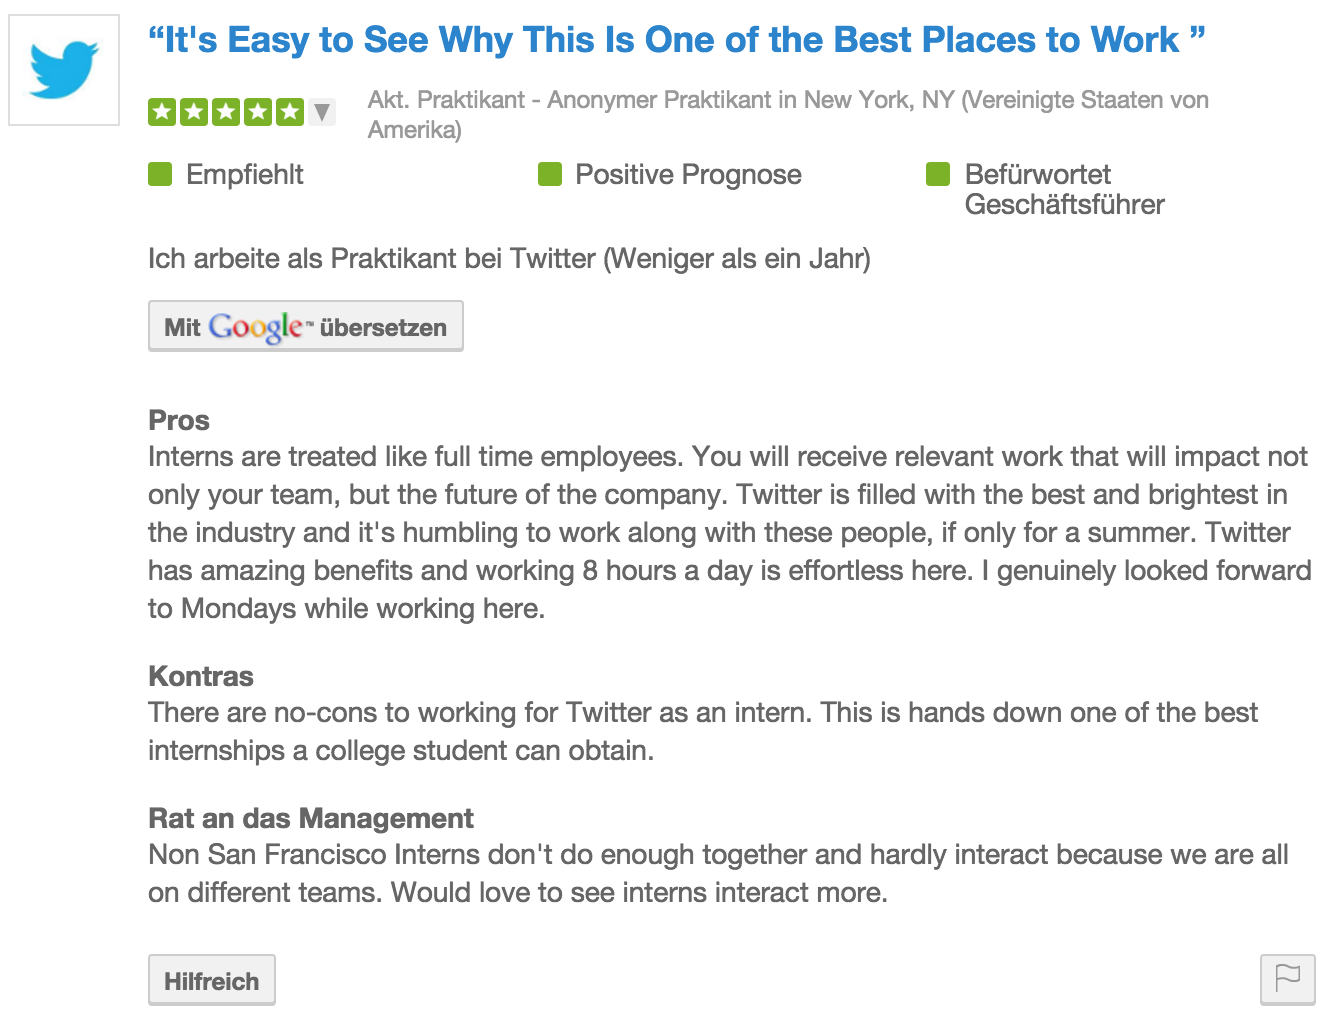 “It's Easy to See Why This Is One of the Best Places to Work ”
Akt. Praktikant - Anonymer Praktikant in New York, NY (Vereinigte Staaten von
Amerika)
Empfiehlt
Positive Prognose
Befürwortet
Geschäftsführer
Ich arbeite als Praktikant bei Twitter (Weniger als ein Jahr)
Mit Google™ übersetzen
Pros
Interns are treated like full time employees. You will receive relevant work that will impact not
only your team, but the future of the company. Twitter is filled with the best and brightest in
the industry and it's humbling to work along with these people, if only for a summer. Twitter
has amazing benefits and working 8 hours a day is effortless here. I genuinely looked forward
to Mondays while working here.
Kontras
There are no-cons to working for Twitter as an intern. This is hands down one of the best
internships a college student can obtain.
Rat an das Management
Non San Francisco Interns don't do enough together and hardly interact because we are all
on different teams. Would love to see interns interact more.
Hilfreich